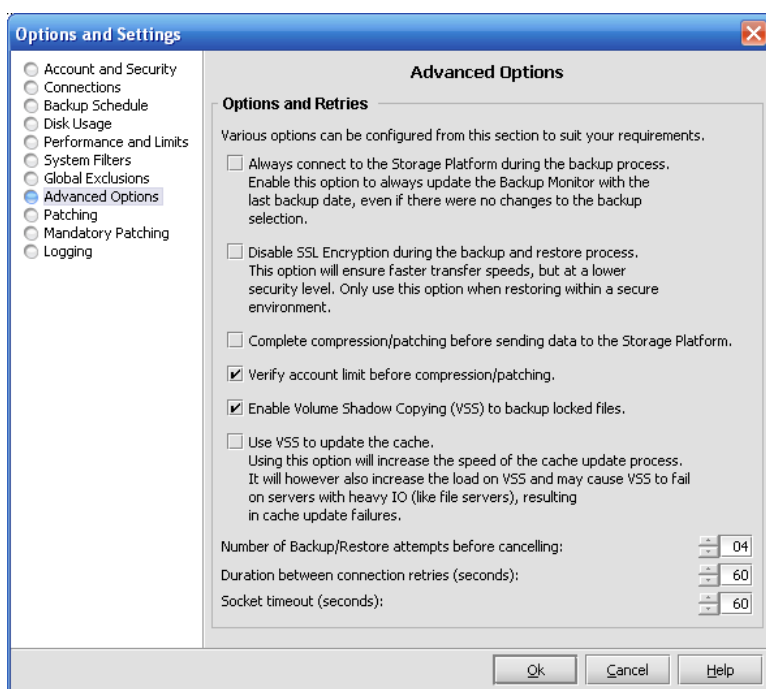 Options and Settings
Account and Security
Connections
Backup Schedule
Disk Usage
Performance and Limits
System Filters
Global Exclusions
Advanced Options
Patching
Mandatory Patching
Logging
Advanced Options
Options and Retries
Various options can be configured from this section to suit your requirements.
Always connect to the Storage Platform during the backup process.
Enable this option to always update the Backup Monitor with the
last backup date, even if there were no changes to the backup
selection.
Disable SSL Encryption during the backup and restore process.
This option will ensure faster transfer speeds, but at a lower
security level. Only use this option when restoring within a secure
environment.
Complete compression/patching before sending data to the Storage Platform.
Verify account limit before compression/patching.
Enable Volume Shadow Copying (VSS) to backup locked files.
Use VSS to update the cache.
Using this option will increase the speed of the cache update process.
It will however also increase the load on VSS and may cause VSS to fail
on servers with heavy IO (like file servers), resulting
in cache update failures.
Number of Backup/Restore attempts before cancelling: 04
Duration between connection retries (seconds): 60
Socket timeout (seconds): 60
Ok Cancel Help